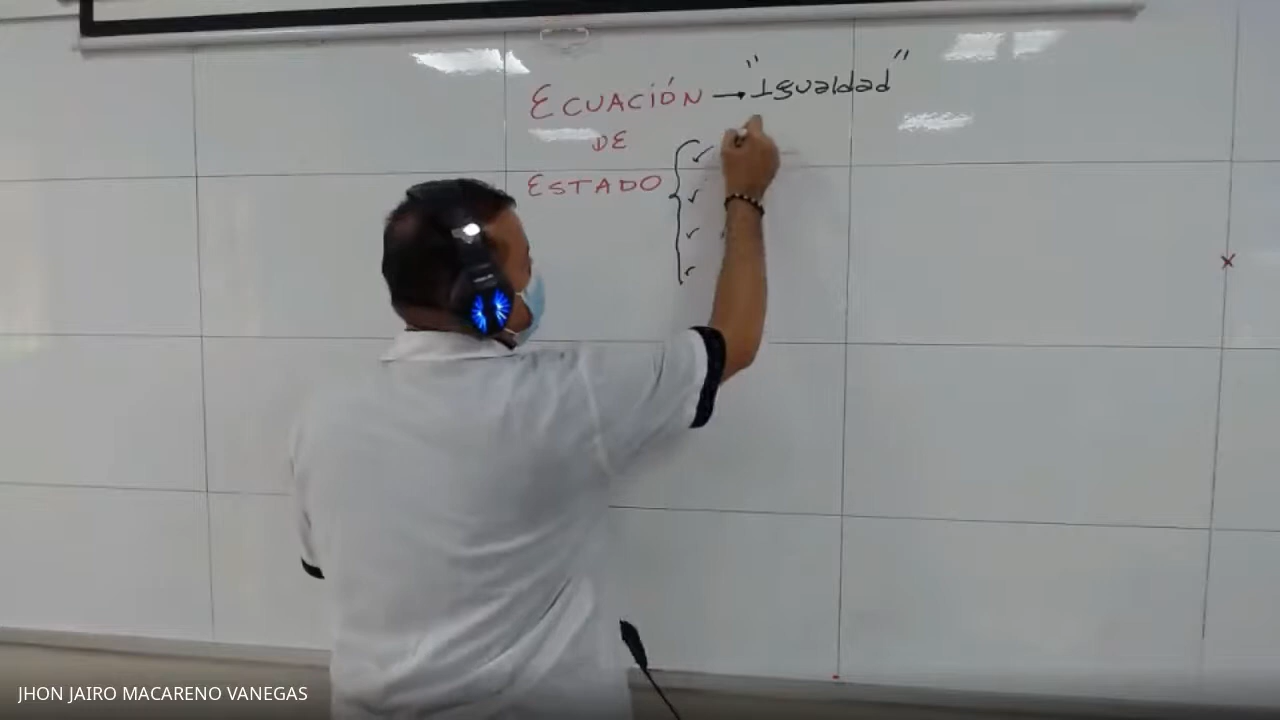 ECUACIÓN → "Igualdad"
DE
ESTADO { ✓
✓
✓
✓
x
JHON JAIRO MACARENO VANEGAS